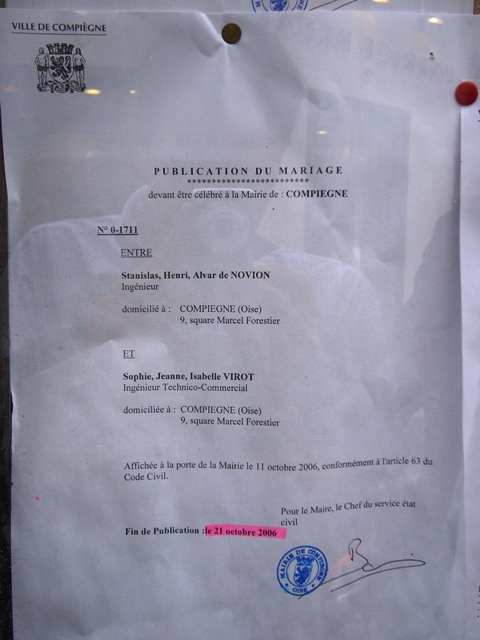 VILLE DE COMPIÈGNE
PUBLICATION DU MARIAGE
*************************
devant être célébré à la Mairie de : COMPIEGNE
N° 0-1711
ENTRE
Stanislas, Henri, Alvar de NOVION
Ingénieur
domicilié à : COMPIEGNE (Oise)
9, square Marcel Forestier
ET
Sophie, Jeanne, Isabelle VIROT
Ingénieur Technico-Commercial
domiciliée à : COMPIEGNE (Oise)
9, square Marcel Forestier
Affichée à la porte de la Mairie le 11 octobre 2006, conformément à l'article 63 du
Code Civil.
Pour le Maire, le Chef du service état
civil
Fin de Publication :le 21 octobre 2006
MAIRIE DE COMPIEGNE
OISE